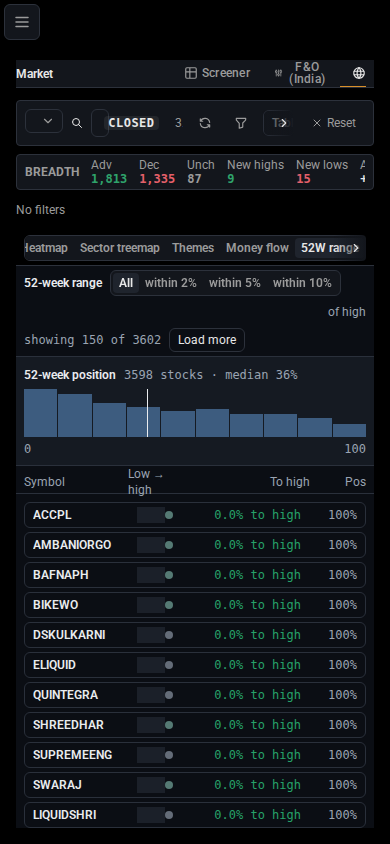 Market
Screener
F&O (India)
CLOSED
3
Reset
BREADTH
Adv 1,813
Dec 1,335
Unch 87
New highs 9
New lows 15
No filters
Sector treemap
Themes
Money flow
52W range
52-week range
All
within 2%
within 5%
within 10%
of high
showing 150 of 3602
Load more
52-week position 3598 stocks · median 36%
0 100
Symbol Low → high To high Pos
ACCPL 0.0% to high 100%
AMBANIORGO 0.0% to high 100%
BAFNAPH 0.0% to high 100%
BIKEWO 0.0% to high 100%
DSKULKARNI 0.0% to high 100%
ELIQUID 0.0% to high 100%
QUINTEGRA 0.0% to high 100%
SHREEDHAR 0.0% to high 100%
SUPREMEENG 0.0% to high 100%
SWARAJ 0.0% to high 100%
LIQUIDSHRI 0.0% to high 100%